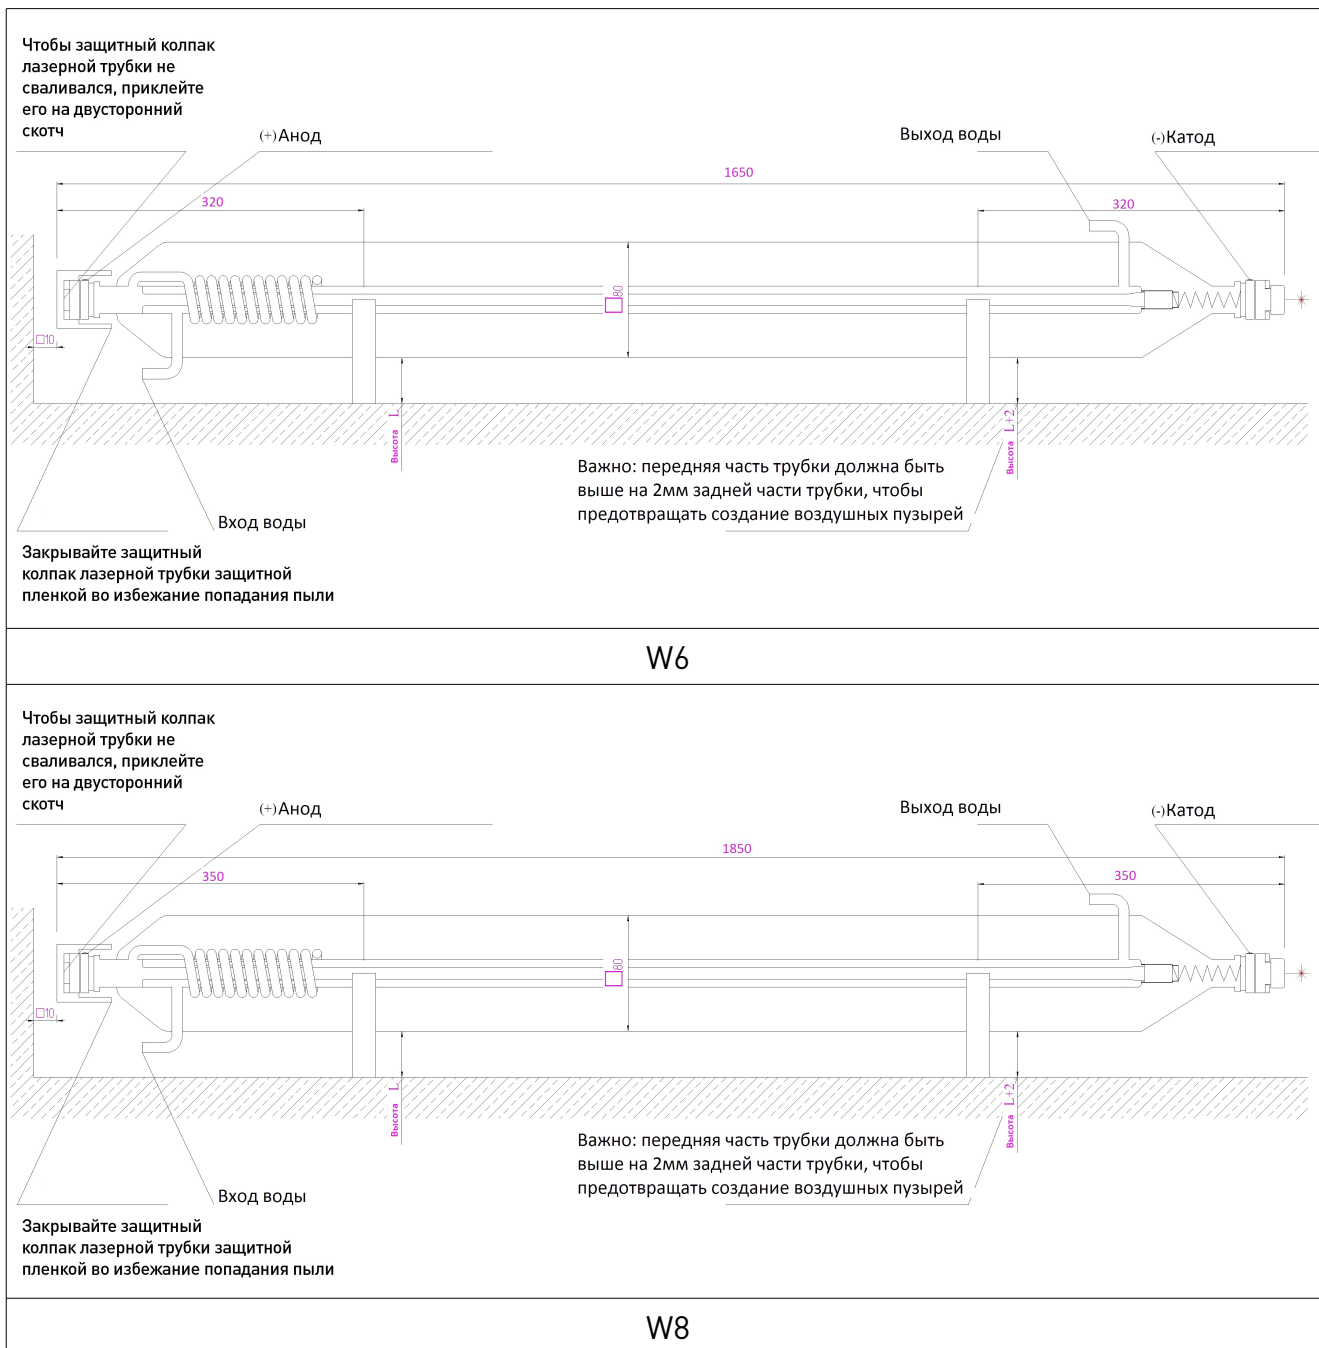 Чтобы защитный колпак
лазерной трубки не
сваливался, приклейте
его на двусторонний
скотч
(+)Анод
Выход воды
(-)Катод
1650
320
320
80
□10
Высота L
Высота L+2
Важно: передняя часть трубки должна быть
выше на 2мм задней части трубки, чтобы
предотвращать создание воздушных пузырей
Вход воды
Закрывайте защитный
колпак лазерной трубки защитной
пленкой во избежание попадания пыли
W6
Чтобы защитный колпак
лазерной трубки не
сваливался, приклейте
его на двусторонний
скотч
(+)Анод
Выход воды
(-)Катод
1850
350
350
80
□10
Высота L
Высота L+2
Важно: передняя часть трубки должна быть
выше на 2мм задней части трубки, чтобы
предотвращать создание воздушных пузырей
Вход воды
Закрывайте защитный
колпак лазерной трубки защитной
пленкой во избежание попадания пыли
W8